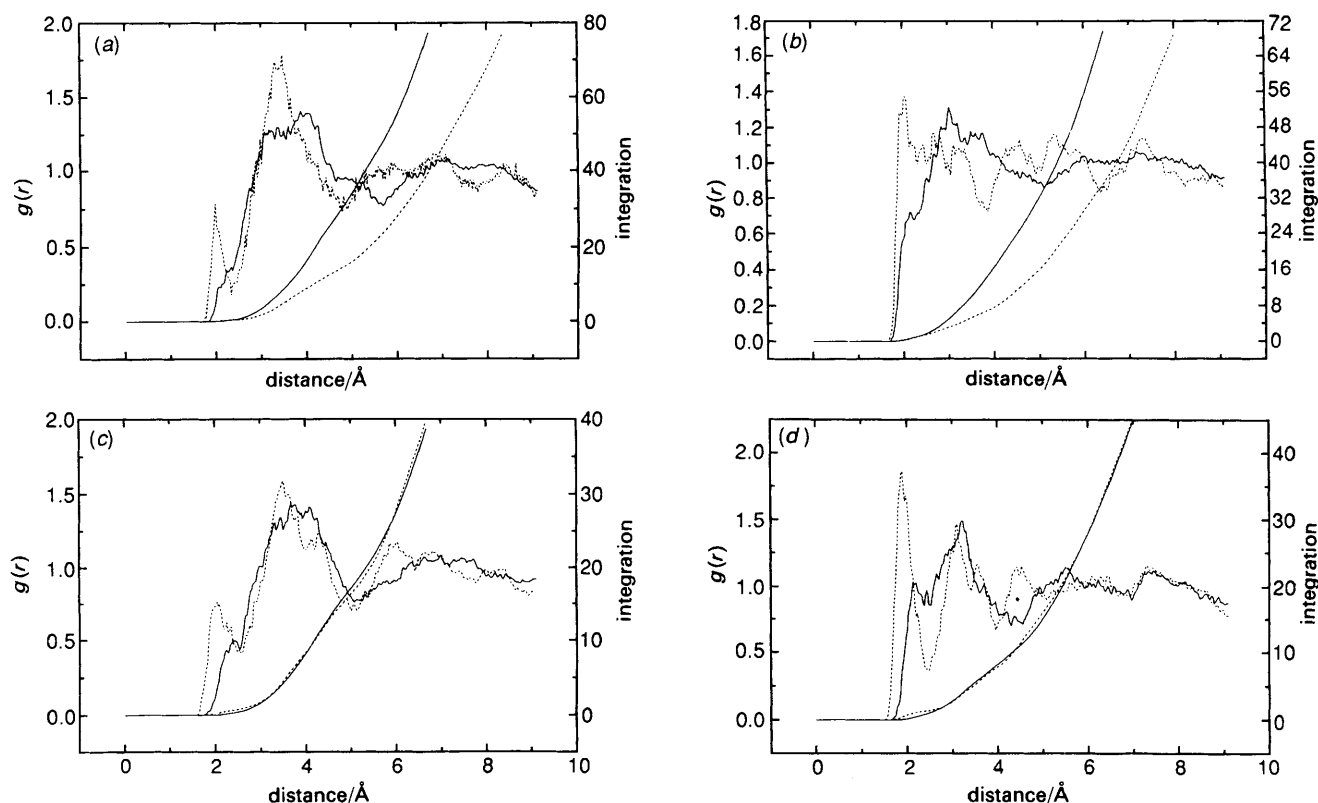 (a)
2.0
1.5
1.0
0.5
0.0
g(r)
80
60
40
20
0
integration
distance/Å
(b)
1.8
1.6
1.4
1.2
1.0
0.8
0.6
0.4
0.2
0.0
g(r)
72
64
56
48
40
32
24
16
8
0
integration
distance/Å
(c)
2.0
1.5
1.0
0.5
0.0
g(r)
40
30
20
10
0
integration
0 2 4 6 8 10
distance/Å
(d)
2.0
1.5
1.0
0.5
0.0
g(r)
40
30
20
10
0
integration
0 2 4 6 8 10
distance/Å